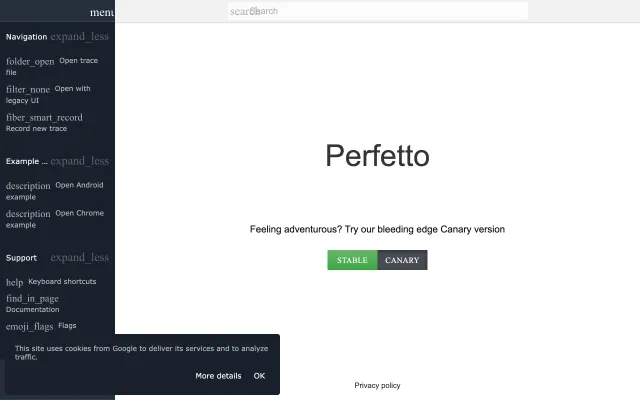 menu
search Search
Navigation expand_less
folder_open Open trace
file
filter_none Open with
legacy UI
fiber_smart_record
Record new trace
Example ... expand_less
description Open Android
example
description Open Chrome
example
Support expand_less
help Keyboard shortcuts
find_in_page
Documentation
emoji_flags Flags
Perfetto
Feeling adventurous? Try our bleeding edge Canary version
STABLE CANARY
This site uses cookies from Google to deliver its services and to analyze
traffic.
More details OK
Privacy policy